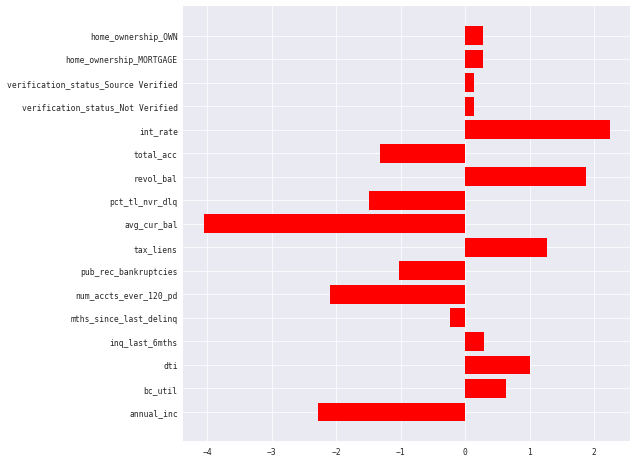 home_ownership_OWN
home_ownership_MORTGAGE
verification_status_Source Verified
verification_status_Not Verified
int_rate
total_acc
revol_bal
pct_tl_nvr_dlq
avg_cur_bal
tax_liens
pub_rec_bankruptcies
num_accts_ever_120_pd
mths_since_last_delinq
inq_last_6mths
dti
bc_util
annual_inc
−4 −3 −2 −1 0 1 2